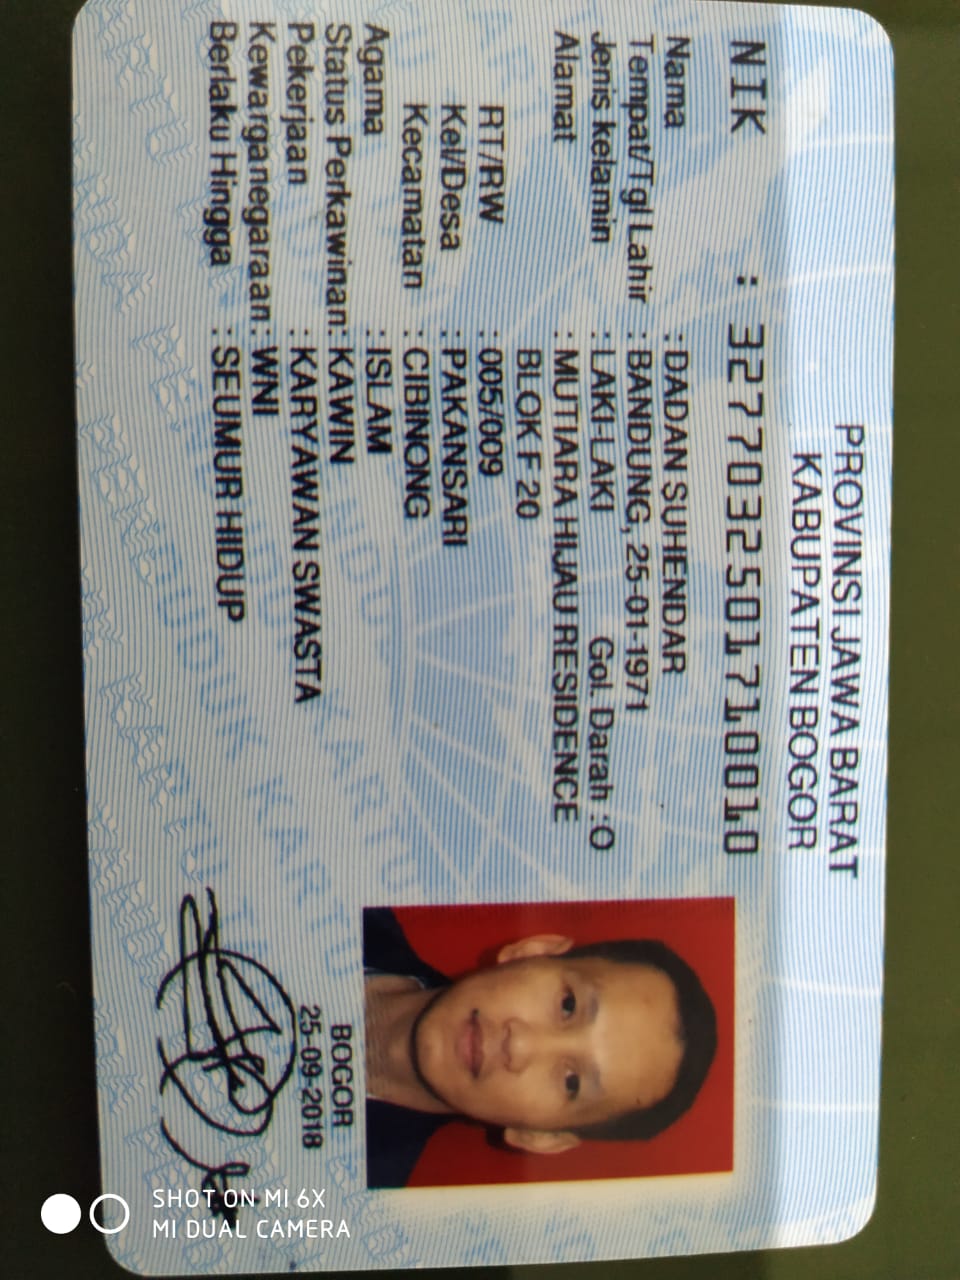 PROVINSI JAWA BARAT
KABUPATEN BOGOR
NIK : 3277032501710010
Nama : DADAN SUHENDAR
Tempat/Tgl Lahir : BANDUNG, 25-01-1971
Jenis kelamin : LAKI-LAKI Gol. Darah :O
Alamat : MUTIARA HIJAU RESIDENCE
BLOK F 20
RT/RW : 005/009
Kel/Desa : PAKANSARI
Kecamatan : CIBINONG
Agama : ISLAM
Status Perkawinan: KAWIN
Pekerjaan : KARYAWAN SWASTA
Kewarganegaraan: WNI
Berlaku Hingga : SEUMUR HIDUP
BOGOR
25-09-2018
SHOT ON MI 6X
MI DUAL CAMERA